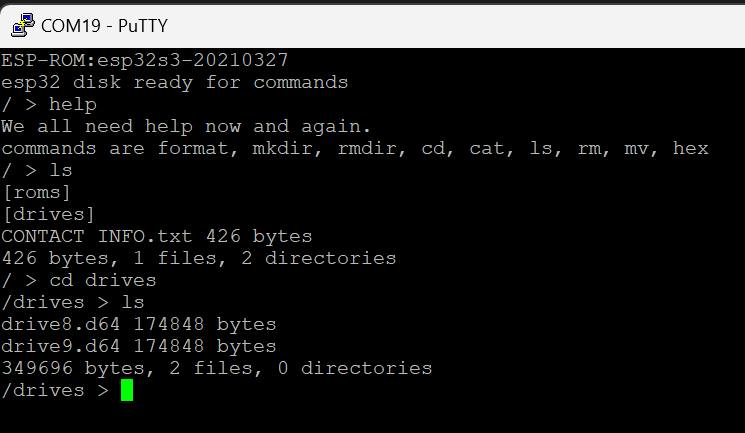 COM19 - PuTTY
ESP-ROM:esp32s3-20210327
esp32 disk ready for commands
/ > help
We all need help now and again.
commands are format, mkdir, rmdir, cd, cat, ls, rm, mv, hex
/ > ls
[roms]
[drives]
CONTACT INFO.txt 426 bytes
426 bytes, 1 files, 2 directories
/ > cd drives
/drives > ls
drive8.d64 174848 bytes
drive9.d64 174848 bytes
349696 bytes, 2 files, 0 directories
/drives >